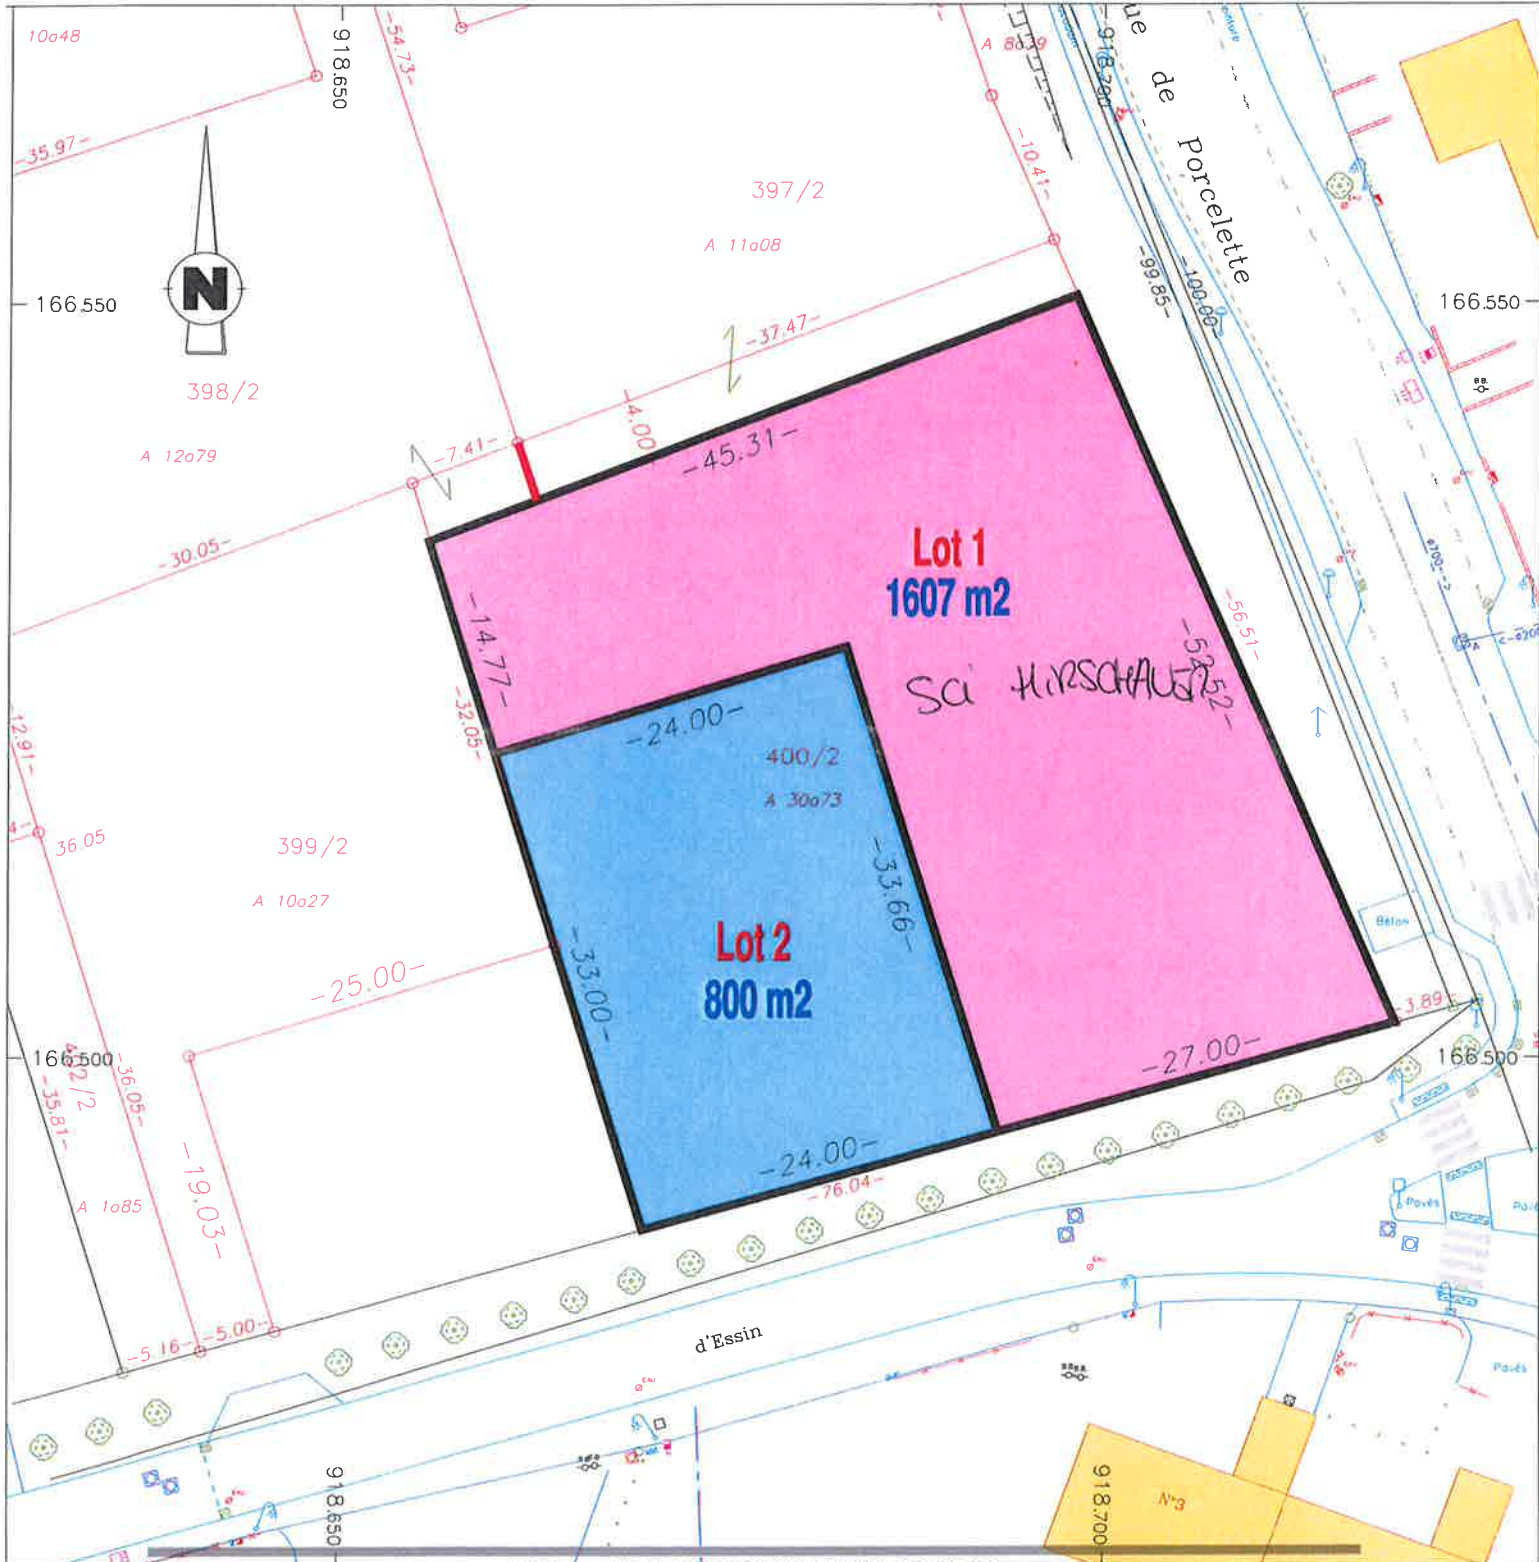 10a48
918.650
-54.73-
A 8a39
918.700
ue de Porcelette
-35.97-
-10.41-
397/2
A 11a08
N
166.550
-99.85-
-100.00-
166.550
-37.47-
398/2
-4.00
A 12a79
-7.41-
-45.31-
-30.05-
Lot 1
1607 m2
-14.77-
-56.51-
-52.52-
SCI HIRSCHAUER
-32.05-
-24.00-
12.91-
400/2
A 30a73
36.05
399/2
-33.66-
A 10a27
Béton
Lot 2
800 m2
-25.00-
-33.00-
3.89
166.500
-27.00-
166.500
-36.05-
-35.81-
-19.03-
-24.00-
-76.04-
A 1a85
Pavés
-5.16-
-5.00-
d'Essin
Pavés
918.650
918.700
N°3